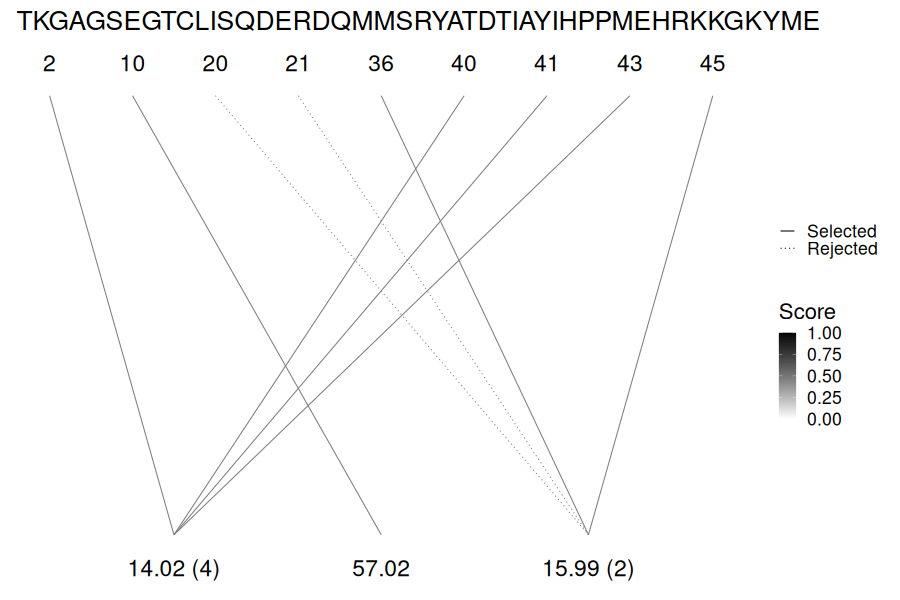 TKGAGSEGTCLISQDERDQMMSRYATDTIAYIHPPMEHRKKGKYME
2 10 20 21 36 40 41 43 45
Selected
Rejected
Score
1.00
0.75
0.50
0.25
0.00
14.02 (4) 57.02 15.99 (2)